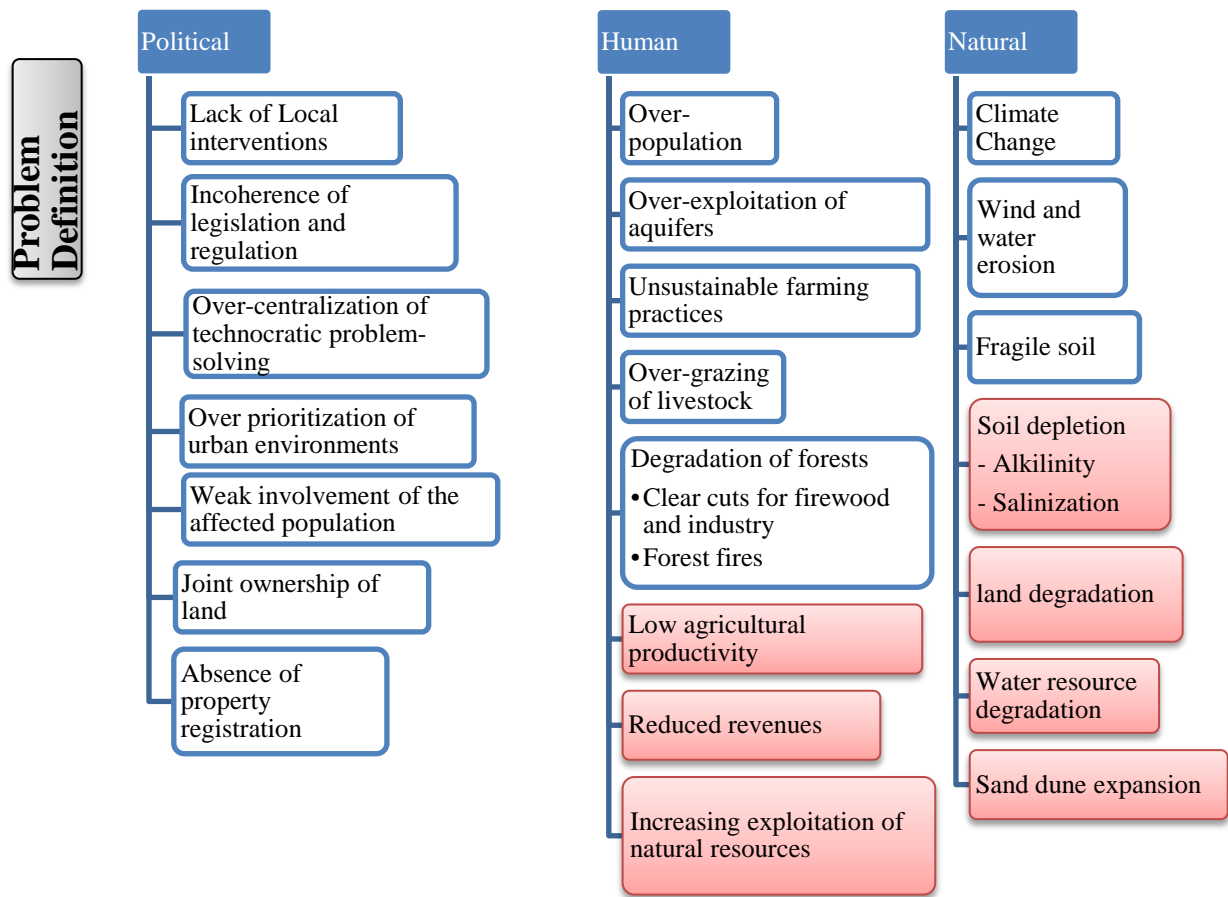 Problem
Definition
Political
Lack of Local
interventions
Incoherence of
legislation and
regulation
Over-centralization of
technocratic problem-
solving
Over prioritization of
urban environments
Weak involvement of the
affected population
Joint ownership of
land
Absence of
property
registration
Human
Over-
population
Over-exploitation of
aquifers
Unsustainable farming
practices
Over-grazing
of livestock
Degradation of forests
•Clear cuts for firewood
and industry
•Forest fires
Low agricultural
productivity
Reduced revenues
Increasing exploitation of
natural resources
Natural
Climate
Change
Wind and
water
erosion
Fragile soil
Soil depletion
- Alkilinity
- Salinization
land degradation
Water resource
degradation
Sand dune expansion